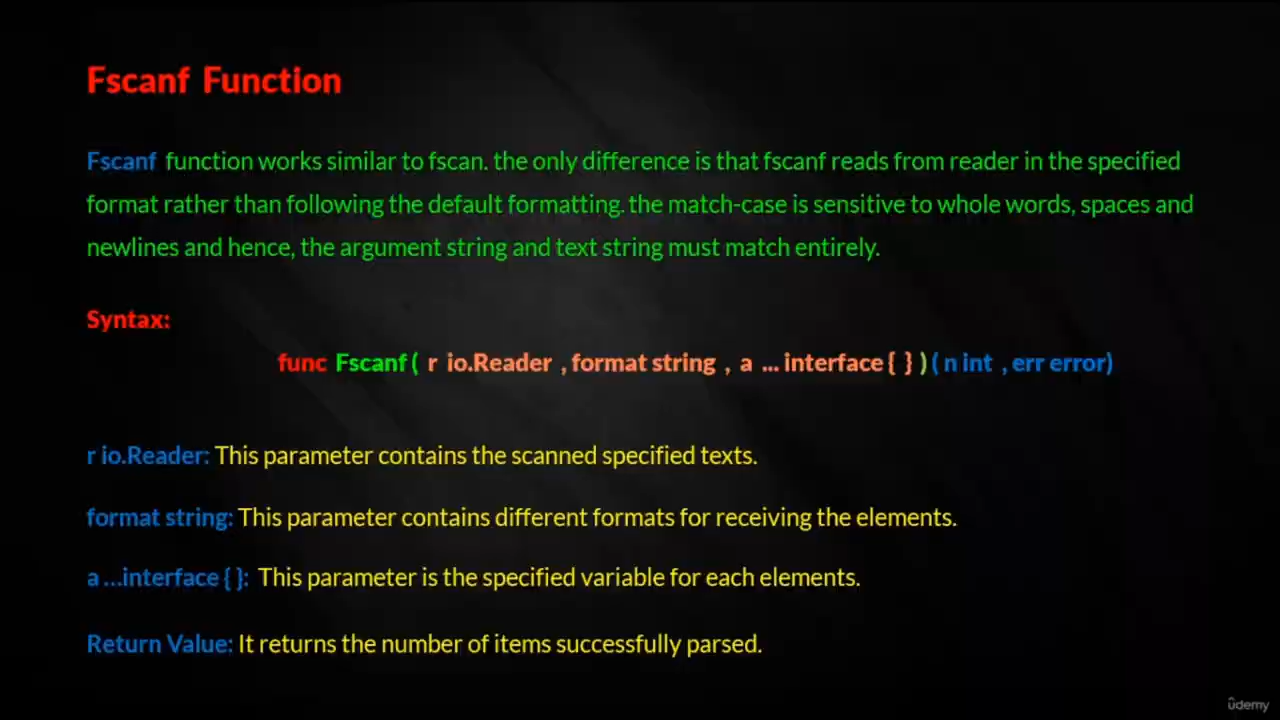 Fscanf Function
Fscanf function works similar to fscan. the only difference is that fscanf reads from reader in the specified
format rather than following the default formatting. the match-case is sensitive to whole words, spaces and
newlines and hence, the argument string and text string must match entirely.
Syntax:
func Fscanf( r io.Reader , format string , a ... interface { } ) ( n int , err error)
r io.Reader: This parameter contains the scanned specified texts.
format string: This parameter contains different formats for receiving the elements.
a ...interface { }: This parameter is the specified variable for each elements.
Return Value: It returns the number of items successfully parsed.
udemy